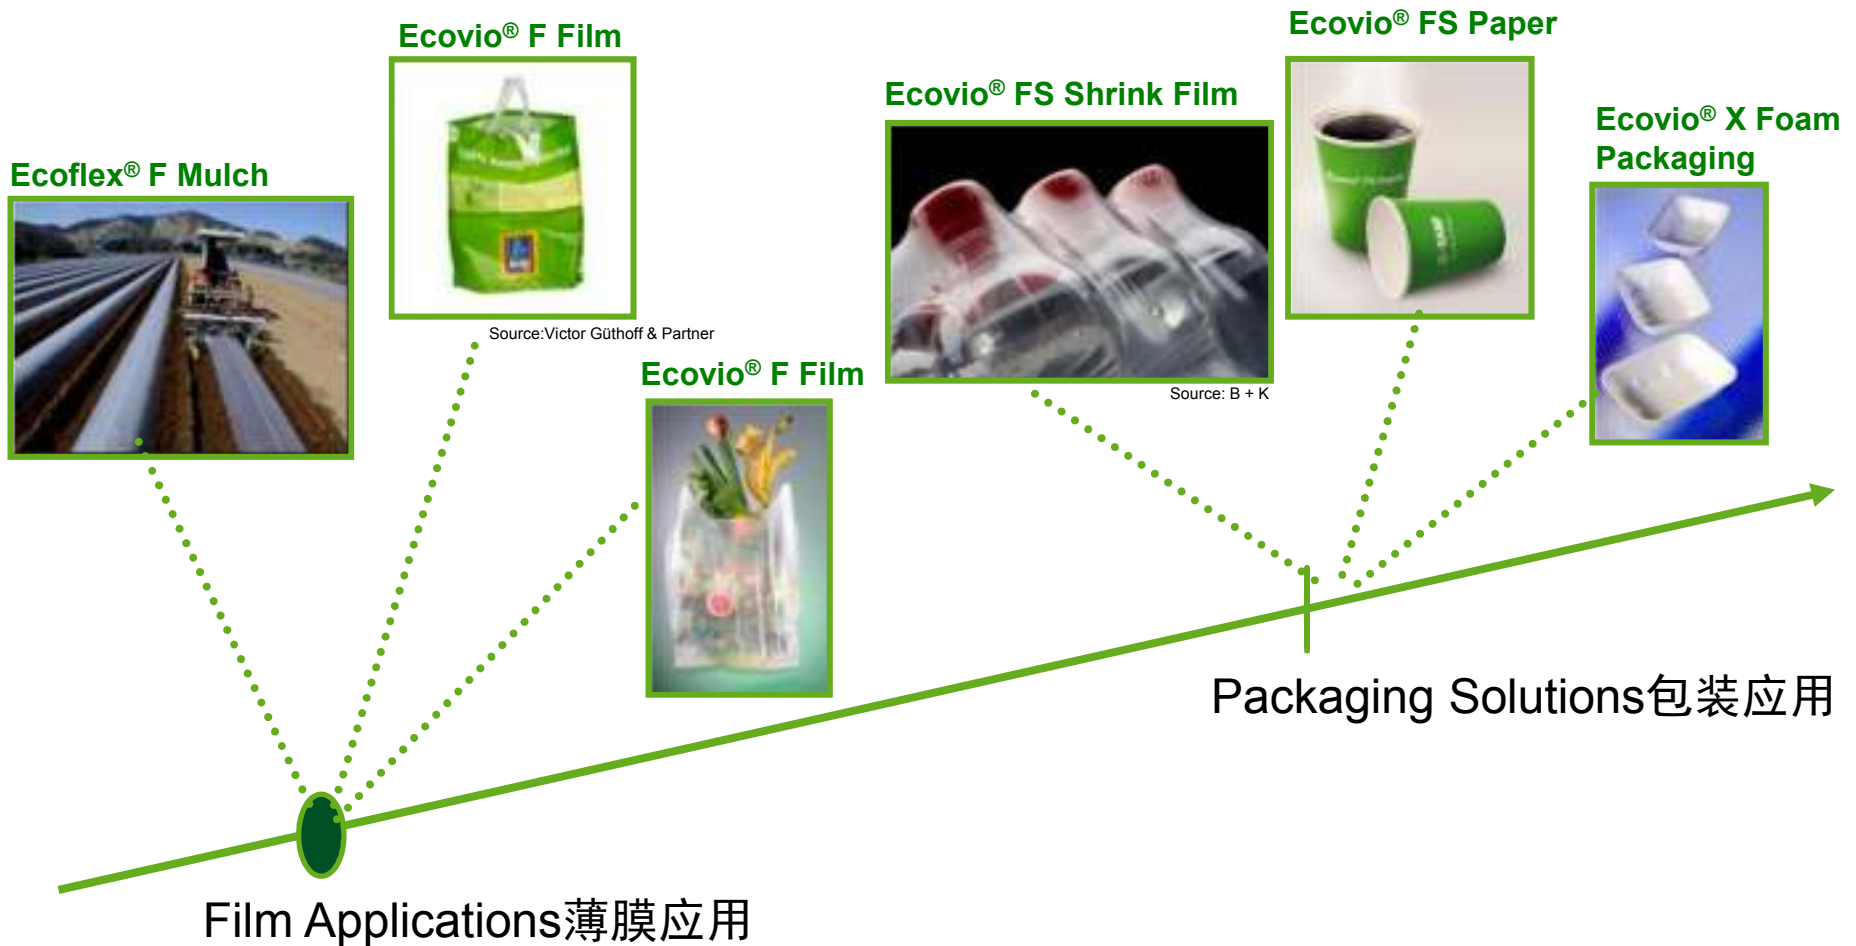 Ecoflex® F Mulch
Ecovio® F Film
Source:Victor Güthoff & Partner
Ecovio® F Film
Ecovio® FS Shrink Film
Source: B + K
Ecovio® FS Paper
Ecovio® X Foam
Packaging
Packaging Solutions包装应用
Film Applications薄膜应用